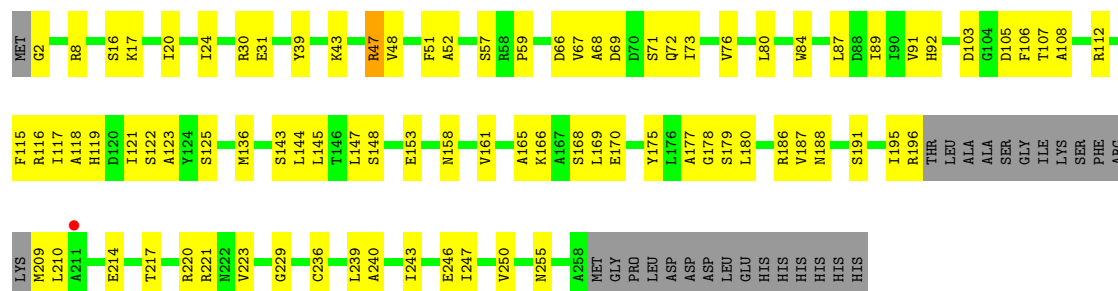 MET G2 R8 S16 K17 I20 I24 R30 E31 Y39 K43 R47 V48 F51 A52 S57 R58 P59 D66 V67 A68 D69 D70 S71 Q72 I73 V76 L80 W84 L87 D88 I89 I90 V91 H92 D103 G104 D105 F106 T107 A108 R112
F115 R116 I117 A118 H119 D120 I121 S122 A123 Y124 S125 M136 S143 L144 L145 T146 L147 S148 E153 N158 V161 A165 K166 A167 S168 L169 E170 Y175 L176 A177 G178 S179 L180 R186 V187 N188 S191 I195 R196 THR LEU ALA ALA SER GLY ILE LYS SER PHE ARG
LYS M209 L210 A211 E214 T217 R220 R221 N222 V223 G229 C236 L239 A240 I243 E246 I247 V250 N255 A258 MET GLY PRO LEU ASP ASP ASP LEU GLU HIS HIS HIS HIS HIS HIS